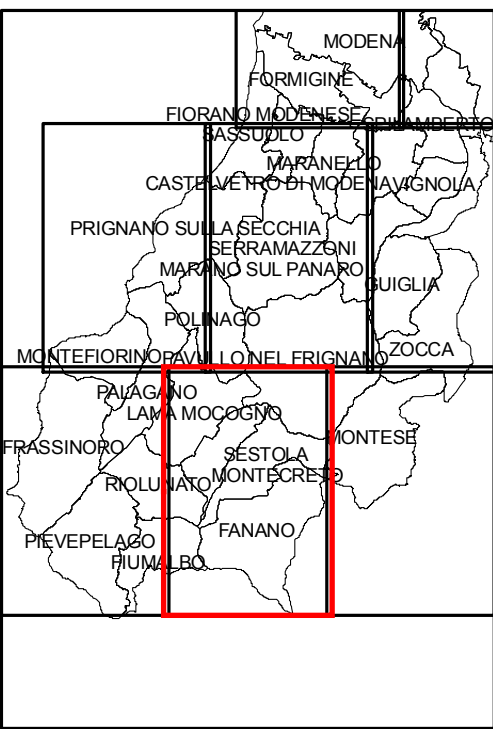 MODENA
FORMIGINE
FIORANO MODENESE
SPILAMBERTO
SASSUOLO
MARANELLO
CASTELVETRO DI MODENA
VIGNOLA
PRIGNANO SULLA SECCHIA
SERRAMAZZONI
MARANO SUL PANARO
GUIGLIA
POLINAGO
ZOCCA
MONTEFIORINO
PAVULLO NEL FRIGNANO
PALAGANO
LAMA MOCOGNO
MONTESE
FRASSINORO
SESTOLA
MONTECRETO
RIOLUNATO
FANANO
PIEVEPELAGO
FIUMALBO